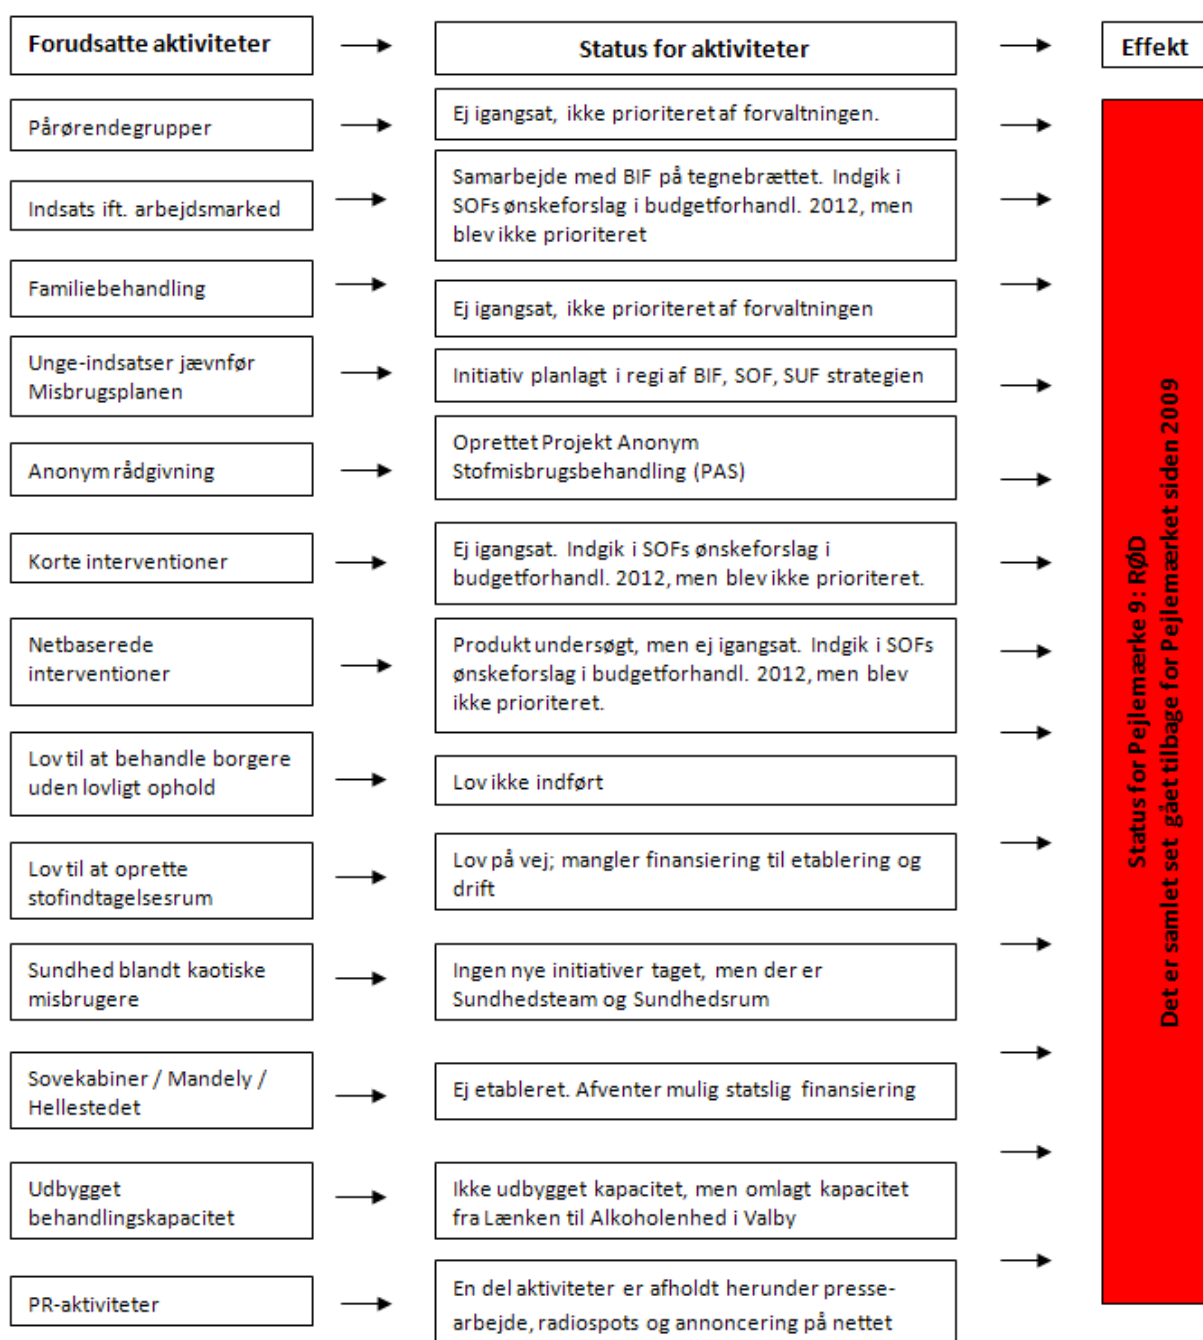 Forudsatte aktiviteter
Status for aktiviteter
Effekt
Pårørendegrupper
Ej igangsat, ikke prioriteret af forvaltningen.
Indsats ift. arbejdsmarked
Samarbejde med BIF på tegnebrættet. Indgik i
SOFs ønskeforslag i budgetforhandl. 2012, men
blev ikke prioriteret
Familiebehandling
Ej igangsat, ikke prioriteret af forvaltningen
Unge-indsatser jævnfør
Misbrugsplanen
Initiativ planlagt i regi af BIF, SOF, SUF strategien
Anonym rådgivning
Oprettet Projekt Anonym
Stofmisbrugsbehandling (PAS)
Korte interventioner
Ej igangsat. Indgik i SOFs ønskeforslag i
budgetforhandl. 2012, men blev ikke prioriteret.
Netbaserede
interventioner
Produkt undersøgt, men ej igangsat. Indgik i SOFs
ønskeforslag i budgetforhandl. 2012, men blev
ikke prioriteret.
Lov til at behandle borgere
uden lovligt ophold
Lov ikke indført
Lov til at oprette
stofindtagelsesrum
Lov på vej; mangler finansiering til etablering og
drift
Sundhed blandt kaotiske
misbrugere
Ingen nye initiativer taget, men der er
Sundhedsteam og Sundhedsrum
Sovekabiner / Mandely /
Hellestedet
Ej etableret. Afventer mulig statslig finansiering
Udbygget
behandlingskapacitet
Ikke udbygget kapacitet, men omlagt kapacitet
fra Lænken til Alkoholenhed i Valby
PR-aktiviteter
En del aktiviteter er afholdt herunder presse-
arbejde, radiospots og annoncering på nettet
Status for Pejlemærke 9: RØD
Det er samlet set gået tilbage for Pejlemærket siden 2009